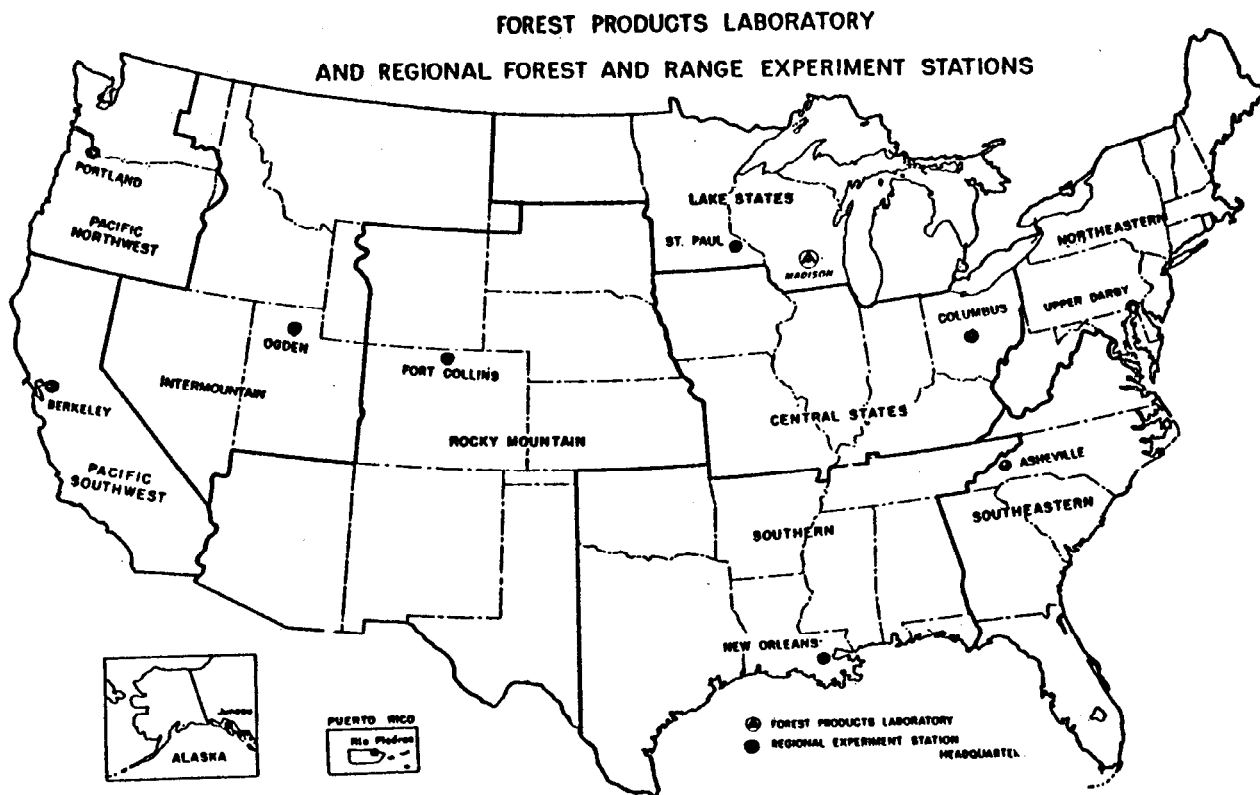 FOREST PRODUCTS LABORATORY
AND REGIONAL FOREST AND RANGE EXPERIMENT STATIONS
PORTLAND
PACIFIC
NORTHWEST
LAKE STATES
ST. PAUL
MADISON
NORTHEASTERN
UPPER DARBY
COLUMBUS
OGDEN
FORT COLLINS
INTERMOUNTAIN
BERKELEY
CENTRAL STATES
ROCKY MOUNTAIN
PACIFIC
SOUTHWEST
ASHEVILLE
SOUTHEASTERN
SOUTHERN
NEW ORLEANS
Juneau
ALASKA
PUERTO RICO
Rio Piedras
FOREST PRODUCTS LABORATORY
REGIONAL EXPERIMENT STATION
HEADQUARTE